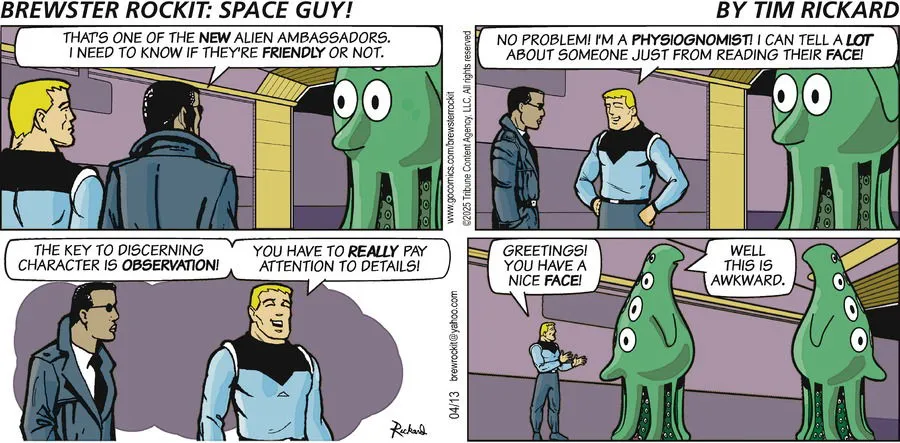 BREWSTER ROCKIT: SPACE GUY! BY TIM RICKARD
THAT'S ONE OF THE NEW ALIEN AMBASSADORS.
I NEED TO KNOW IF THEY'RE FRIENDLY OR NOT.
www.gocomics.com/brewsterrockit
©2025 Tribune Content Agency, LLC. All rights reserved
NO PROBLEM! I'M A PHYSIOGNOMIST! I CAN TELL A LOT
ABOUT SOMEONE JUST FROM READING THEIR FACE!
THE KEY TO DISCERNING
CHARACTER IS OBSERVATION!
YOU HAVE TO REALLY PAY
ATTENTION TO DETAILS!
Rickard
04/13 brewrockit@yahoo.com
GREETINGS!
YOU HAVE A
NICE FACE!
WELL
THIS IS
AWKWARD.